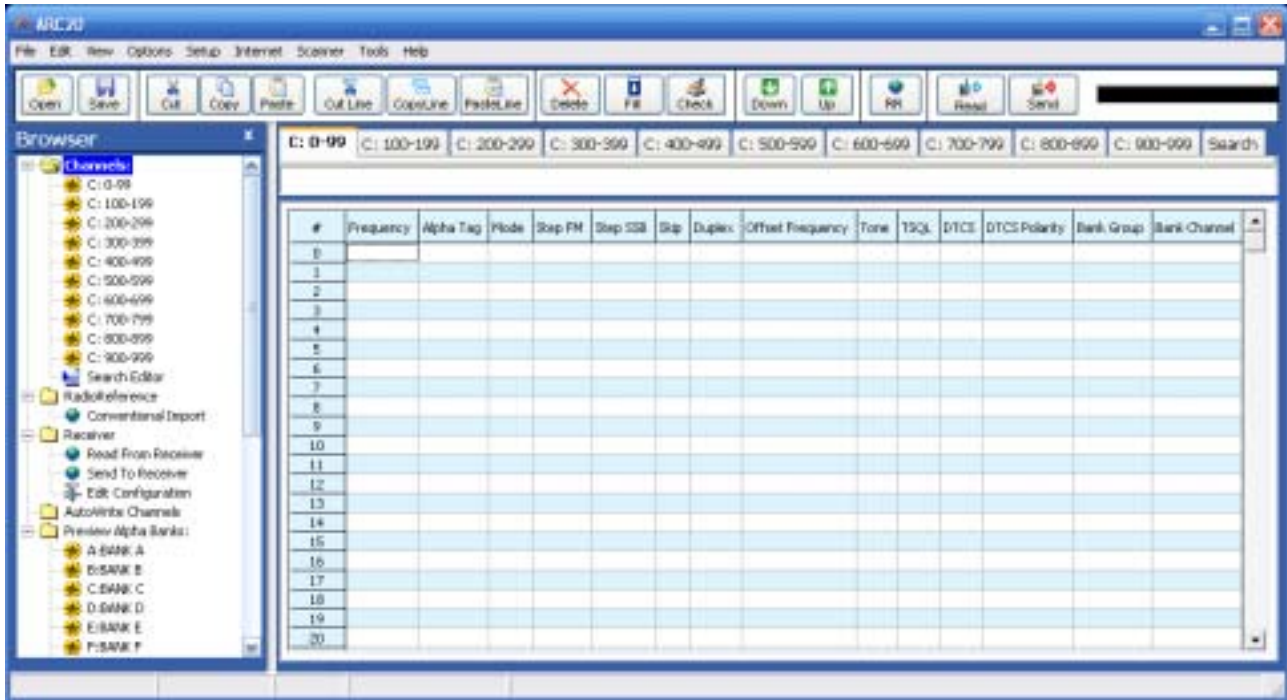 ARC20
File Edit View Options Setup Internet Scanner Tools Help
Open Save Cut Copy Paste Cut Line CopyLine PasteLine Delete Fill Check Down Up RR Read Send
Browser
C: 0-99 C: 100-199 C: 200-299 C: 300-399 C: 400-499 C: 500-599 C: 600-699 C: 700-799 C: 800-899 C: 900-999 Search
Channels:
C: 0-99
C: 100-199
C: 200-299
C: 300-399
C: 400-499
C: 500-599
C: 600-699
C: 700-799
C: 800-899
C: 900-999
Search Editor
RadioReference
Conventional Import
Receiver
Read From Receiver
Send To Receiver
Edit Configuration
AutoWrite Channels
Preview Alpha Banks:
A:BANK A
B:BANK B
C:BANK C
D:BANK D
E:BANK E
F:BANK F
# Frequency Alpha Tag Mode Step FM Step SSB Skip Duplex Offset Frequency Tone TSQL DTCS DTCS Polarity Bank Group Bank Channel
0
1
2
3
4
5
6
7
8
9
10
11
12
13
14
15
16
17
18
19
20